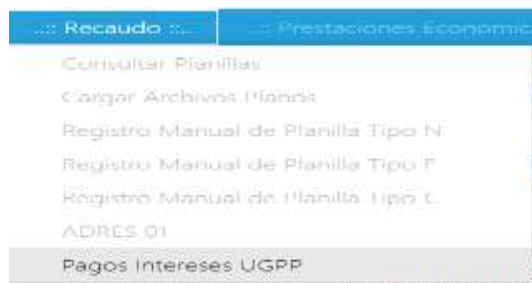 ..:: Recaudo ::..
..:: Prestaciones Economic
Consultar Planillas
Cargar Archivos Planos
Registro Manual de Planilla Tipo N
Registro Manual de Planilla Tipo F
Registro Manual de Planilla Tipo
ADRES 01
Pagos Intereses UGPP